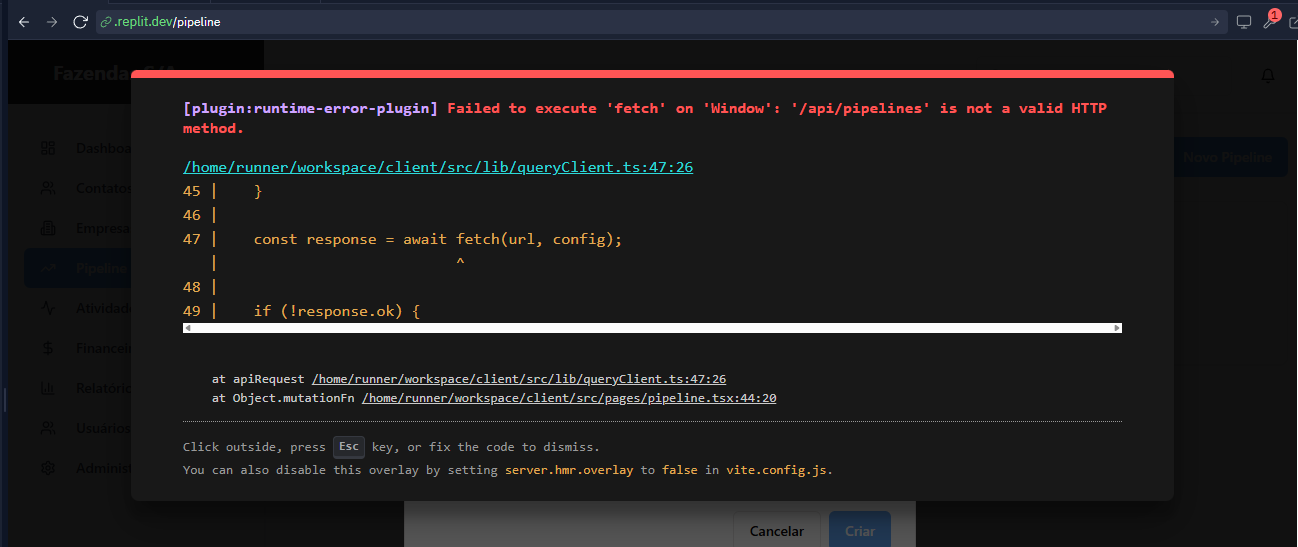 .replit.dev/pipeline
1
Fazenda
[plugin:runtime-error-plugin] Failed to execute 'fetch' on 'Window': '/api/pipelines' is not a valid HTTP
method.
/home/runner/workspace/client/src/lib/queryClient.ts:47:26
45 | }
46 |
47 | const response = await fetch(url, config);
| ^
48 |
49 | if (!response.ok) {
at apiRequest /home/runner/workspace/client/src/lib/queryClient.ts:47:26
at Object.mutationFn /home/runner/workspace/client/src/pages/pipeline.tsx:44:20
Click outside, press Esc key, or fix the code to dismiss.
You can also disable this overlay by setting server.hmr.overlay to false in vite.config.js.
Novo Pipeline
Dashboa
Contatos
Empresa
Pipeline
Atividad
Financei
Relatóri
Usuários
Adminis
Cancelar
Criar